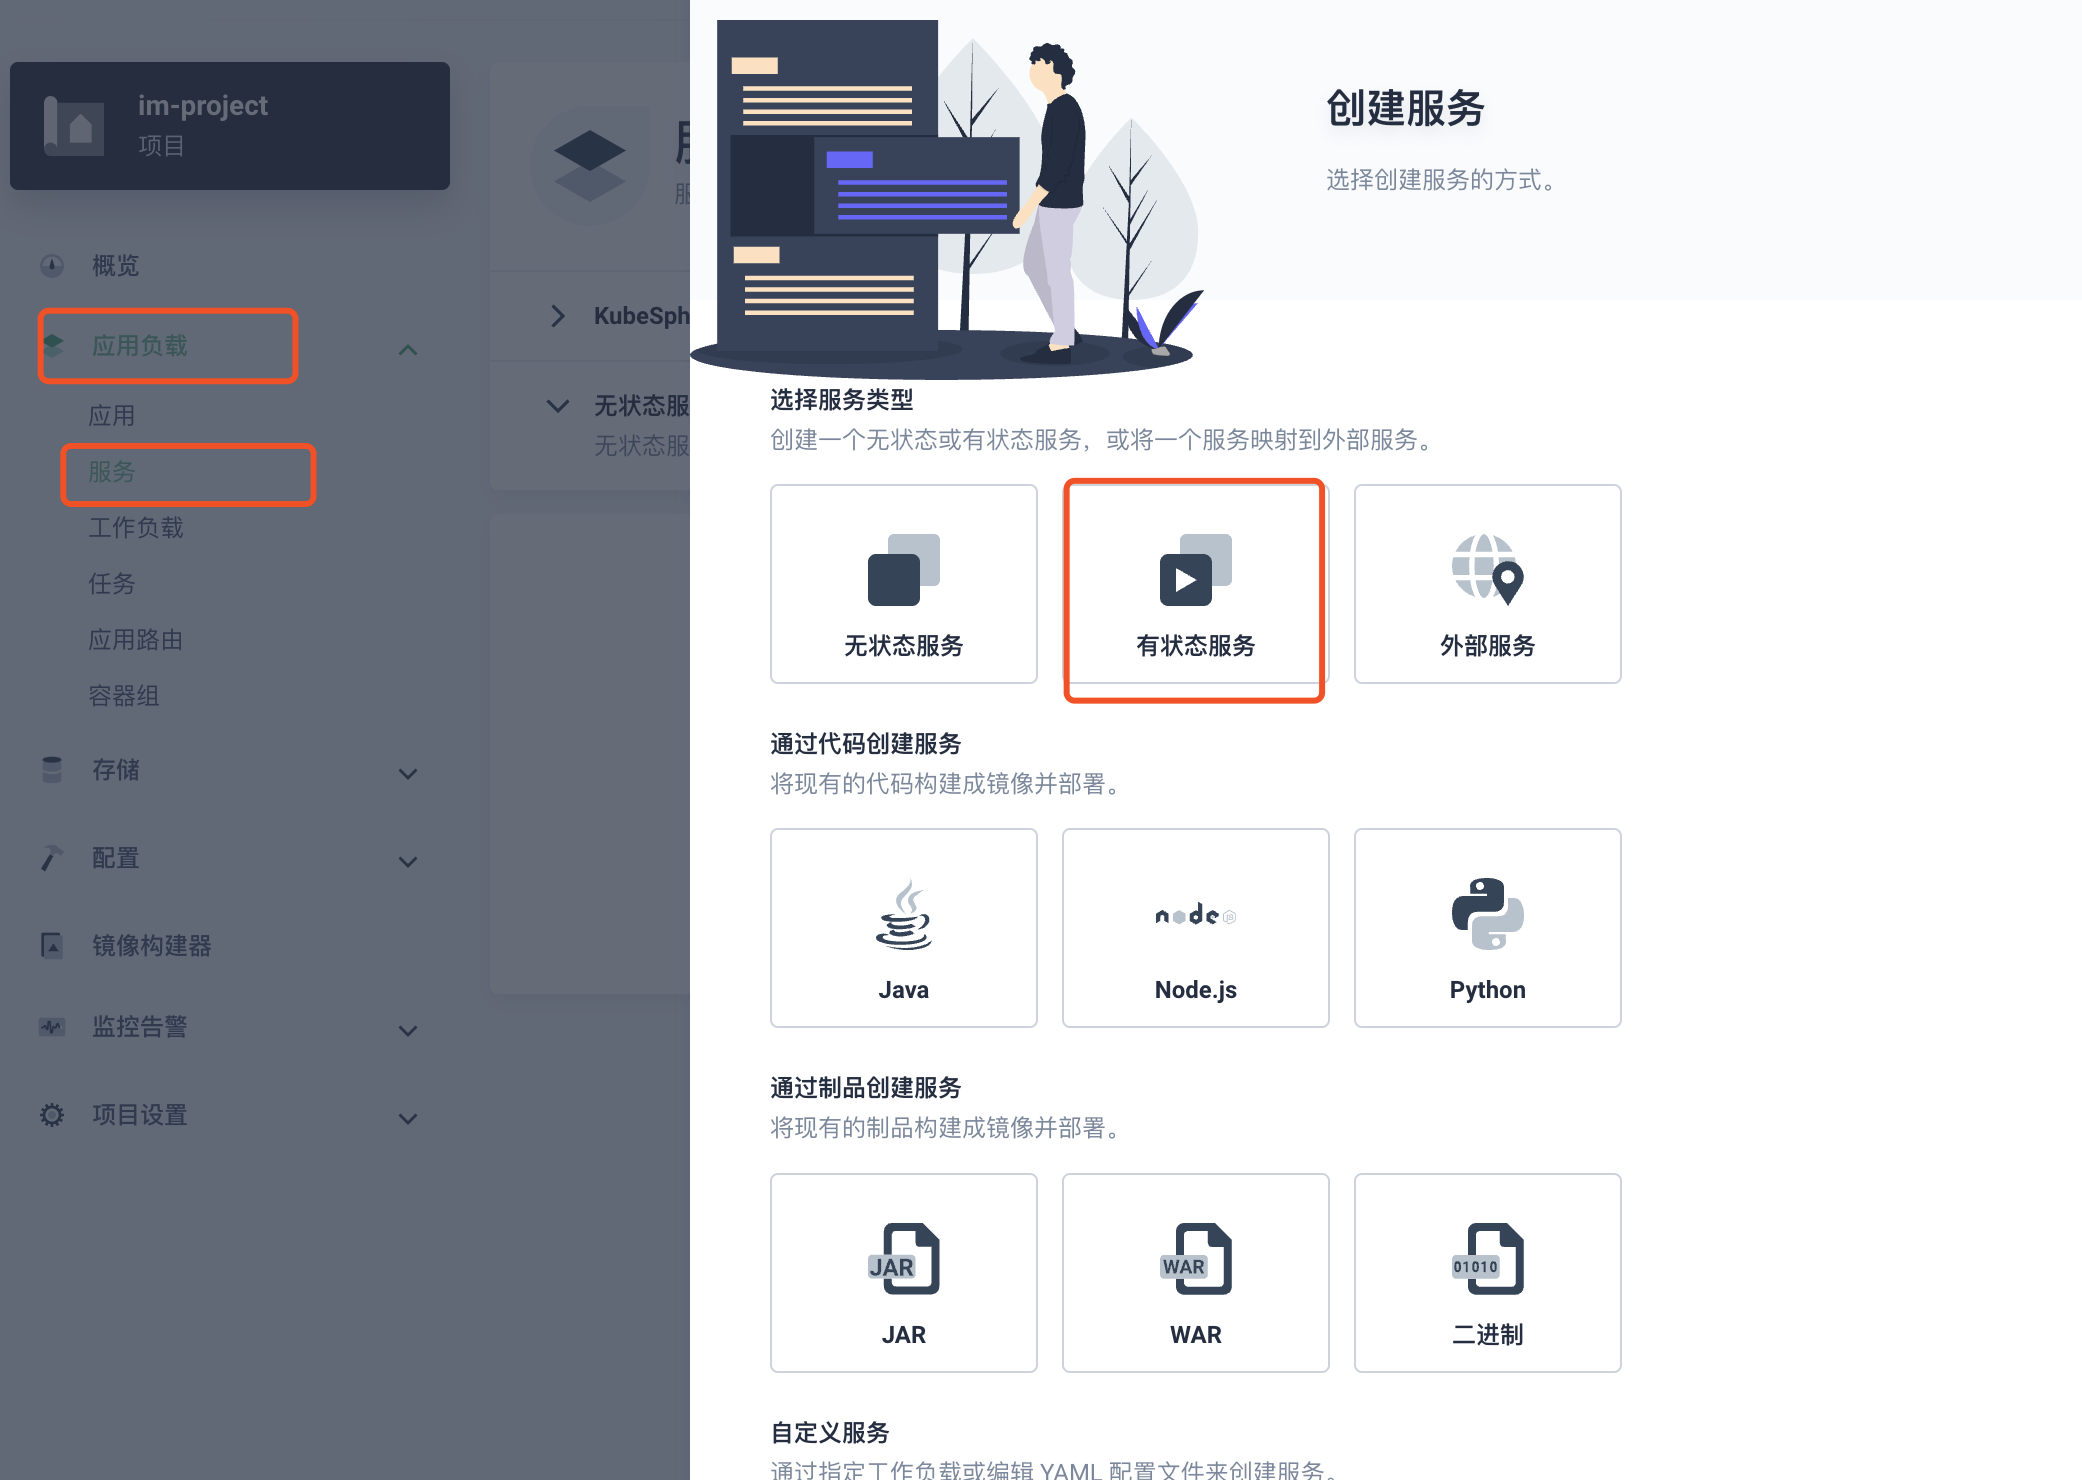 im-project
项目
概览
应用负载
应用
服务
工作负载
任务
应用路由
容器组
存储
配置
镜像构建器
监控告警
项目设置
服
KubeSph
无状态服
无状态服
创建服务
选择创建服务的方式。
选择服务类型
创建一个无状态或有状态服务，或将一个服务映射到外部服务。
无状态服务
有状态服务
外部服务
通过代码创建服务
将现有的代码构建成镜像并部署。
node JS
Java
Node.js
Python
通过制品创建服务
将现有的制品构建成镜像并部署。
JAR
WAR
01010
JAR
WAR
二进制
自定义服务
通过指定工作负载或编辑 YAML 配置文件来创建服务。